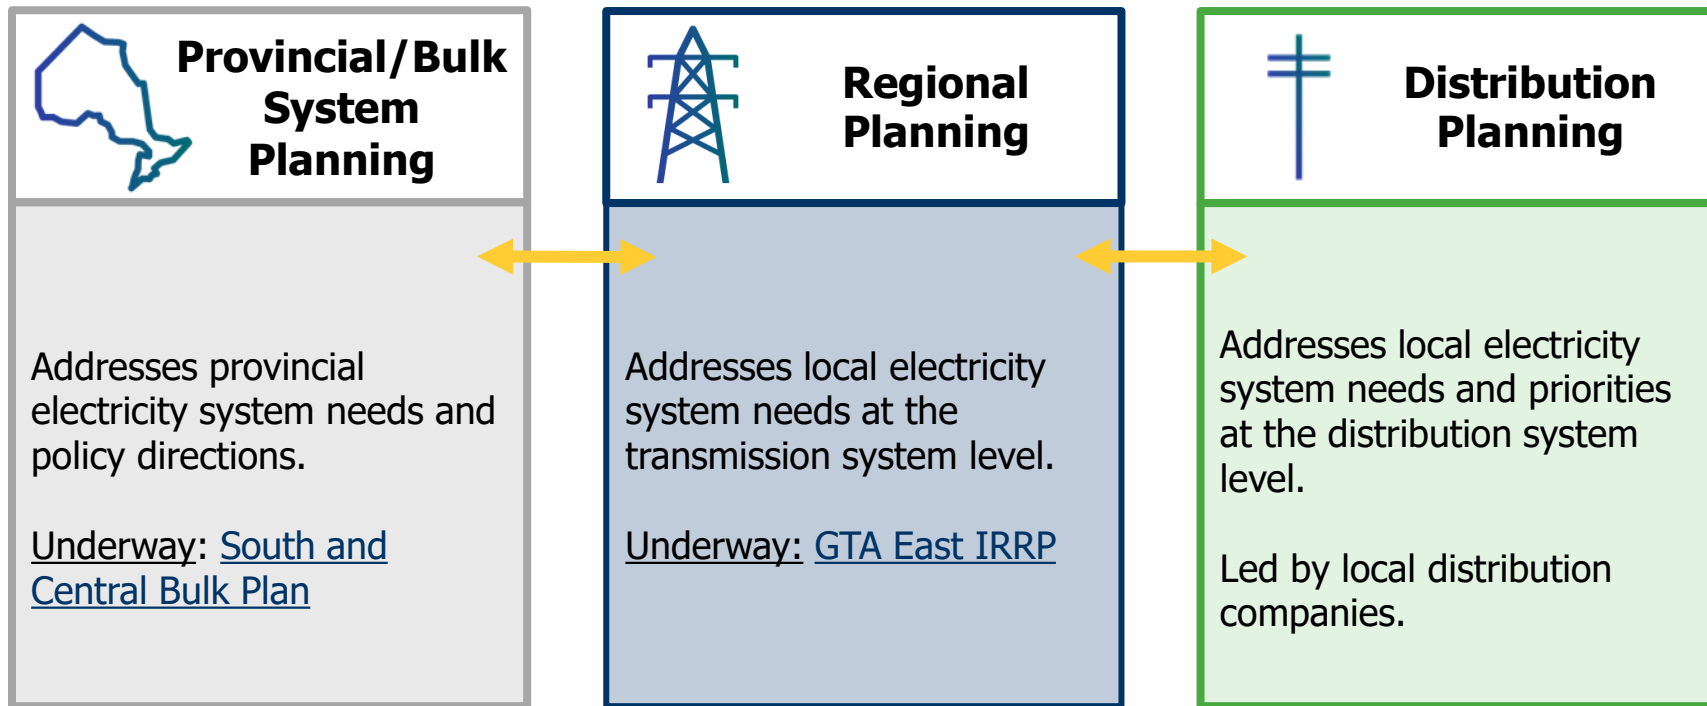 Provincial/Bulk
System
Planning
Addresses provincial
electricity system needs and
policy directions.
Underway: South and
Central Bulk Plan
Regional
Planning
Addresses local electricity
system needs at the
transmission system level.
Underway: GTA East IRRP
Distribution
Planning
Addresses local electricity
system needs and priorities
at the distribution system
level.
Led by local distribution
companies.